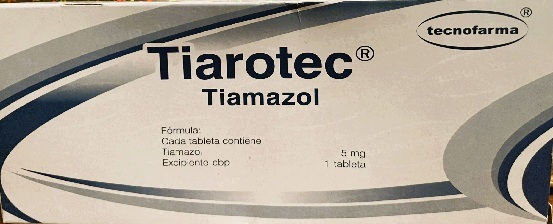 tecnofarma®
Tiarotec®
Tiamazol
Fórmula:
Cada tableta contiene
Tiamazol 5 mg
Excipiente cbp 1 tableta